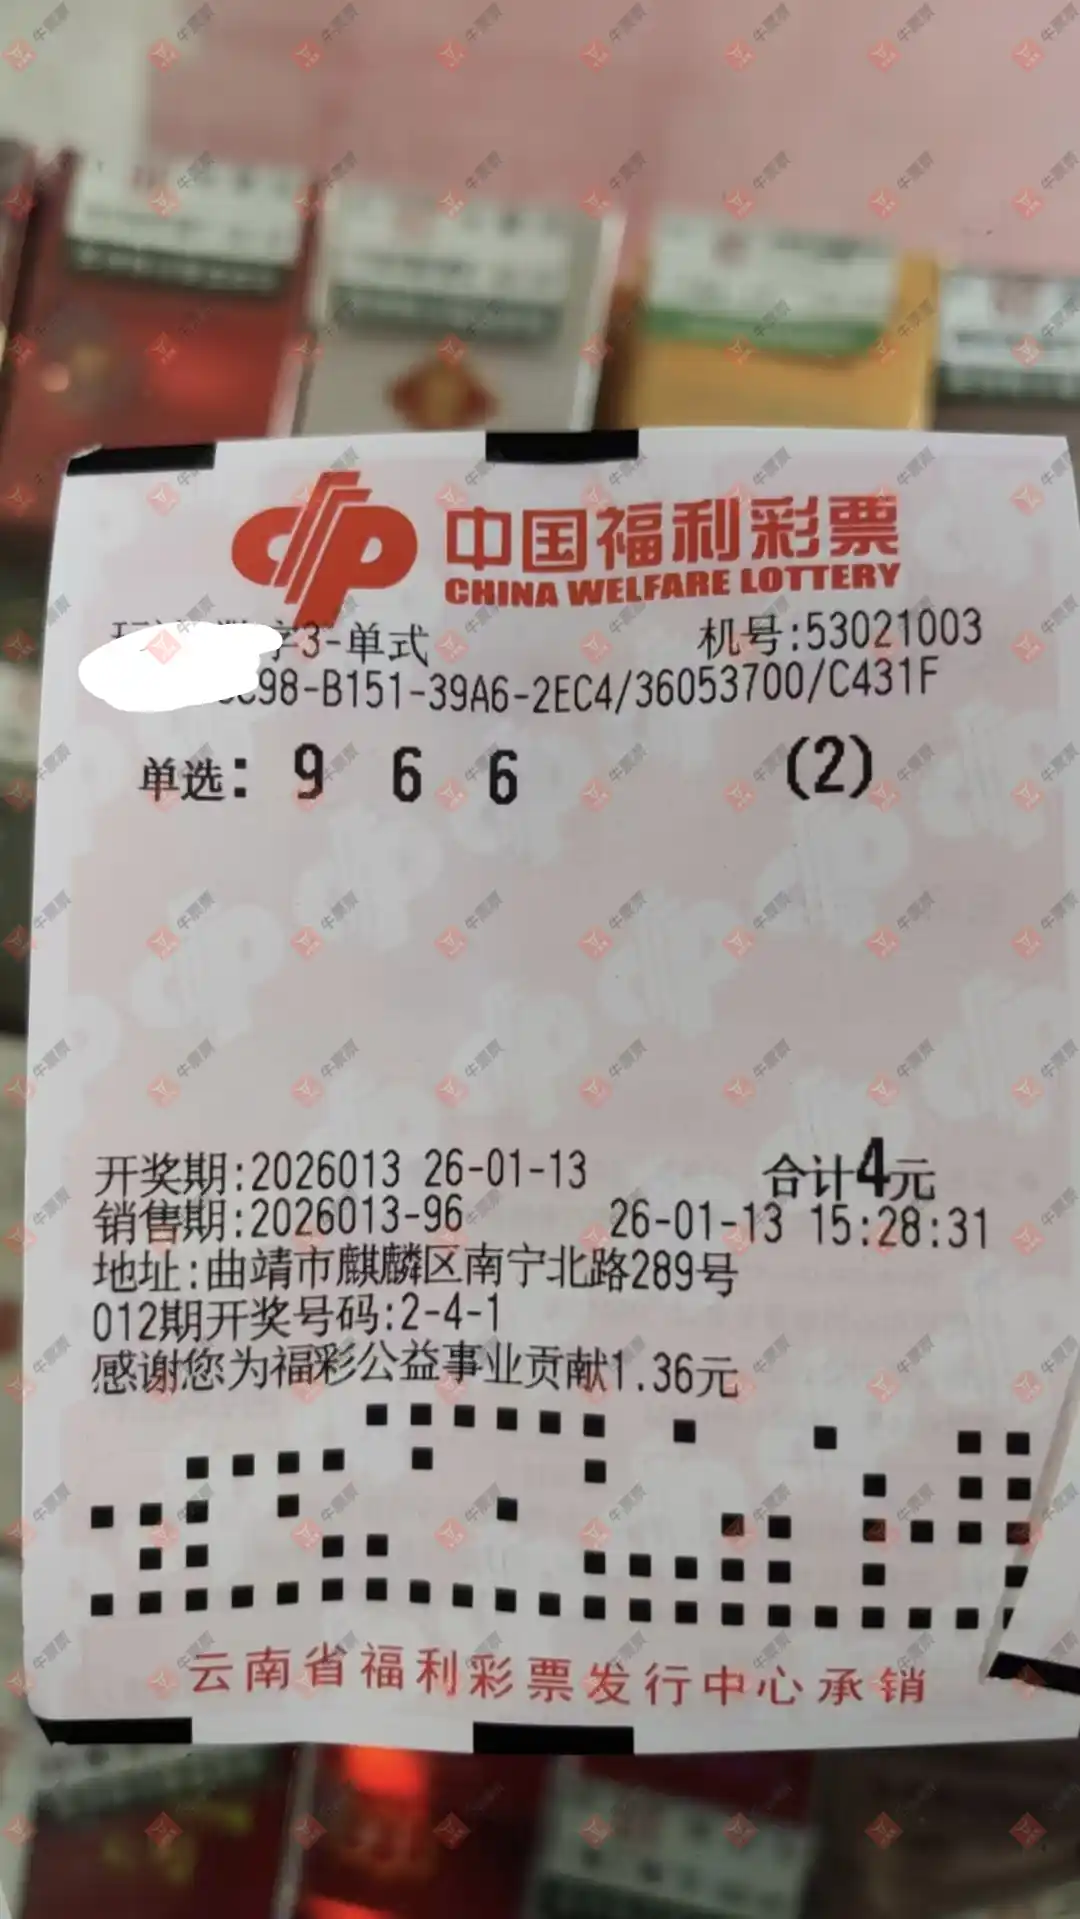 中国福利彩票
CHINA WELFARE LOTTERY
字3-单式 机号:53021003
C98-B151-39A6-2EC4/36053700/C431F
单选: 9 6 6 (2)
开奖期:2026013 26-01-13 合计4元
销售期:2026013-96 26-01-13 15:28:31
地址:曲靖市麒麟区南宁北路289号
012期开奖号码:2-4-1
感谢您为福彩公益事业贡献1.36元
云南省福利彩票发行中心承销
牛票票